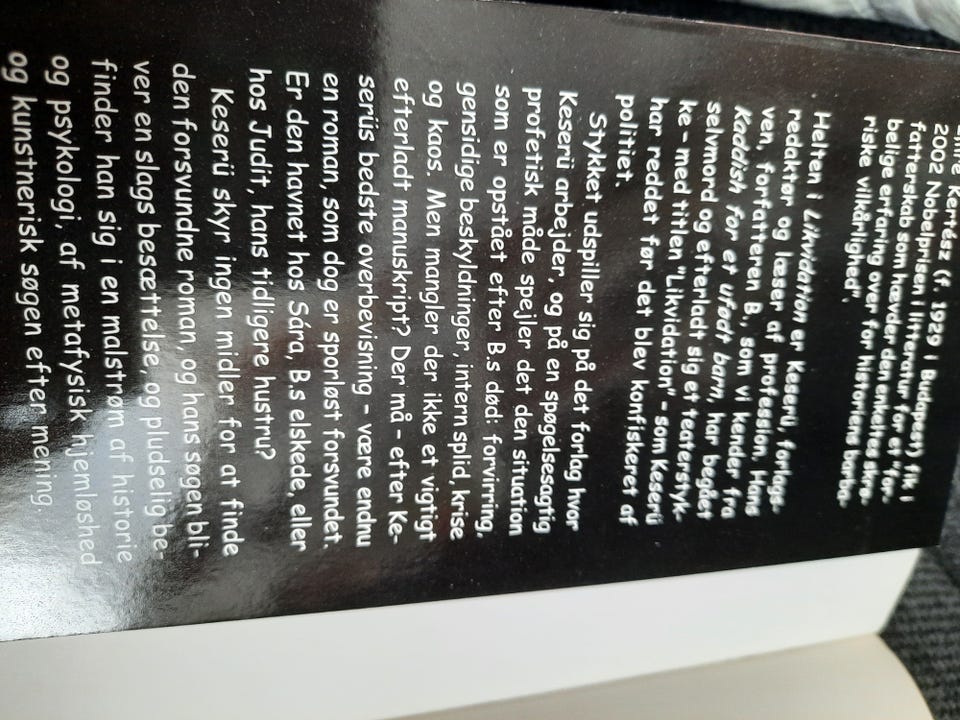 Imre Kertész (f. 1929 i Budapest) fik i
2002 Nobelprisen i litteratur for et "for-
fatterskab som hævder den enkeltes skrø-
belige erfaring over for historiens barba-
riske vilkårlighed".
Helten i Likvidation er Keserü, forlags-
redaktør og læser af profession. Hans
ven, forfatteren B., som vi kender fra
Kaddish for et ufødt barn, har begået
selvmord og efterladt sig et teaterstyk-
ke - med titlen "Likvidation" - som Keserü
har reddet før det blev konfiskeret af
politiet.
Stykket udspiller sig på det forlag hvor
Keserü arbejder, og på en spøgelsesagtig
profetisk måde spejler det den situation
som er opstået efter B.s død: forvirring,
gensidige beskyldninger, intern splid, krise
og kaos. Men mangler der ikke et vigtigt
efterladt manuskript? Der må - efter Ke-
serüs bedste overbevisning - være endnu
en roman, som dog er sporløst forsvundet.
Er den havnet hos Sára, B.s elskede, eller
hos Judit, hans tidligere hustru?
Keserü skyr ingen midler for at finde
den forsvundne roman, og hans søgen bli-
ver en slags besættelse, og pludselig be-
finder han sig i en malstrøm af historie
og psykologi, af metafysisk hjemløshed
og kunstnerisk søgen efter mening.